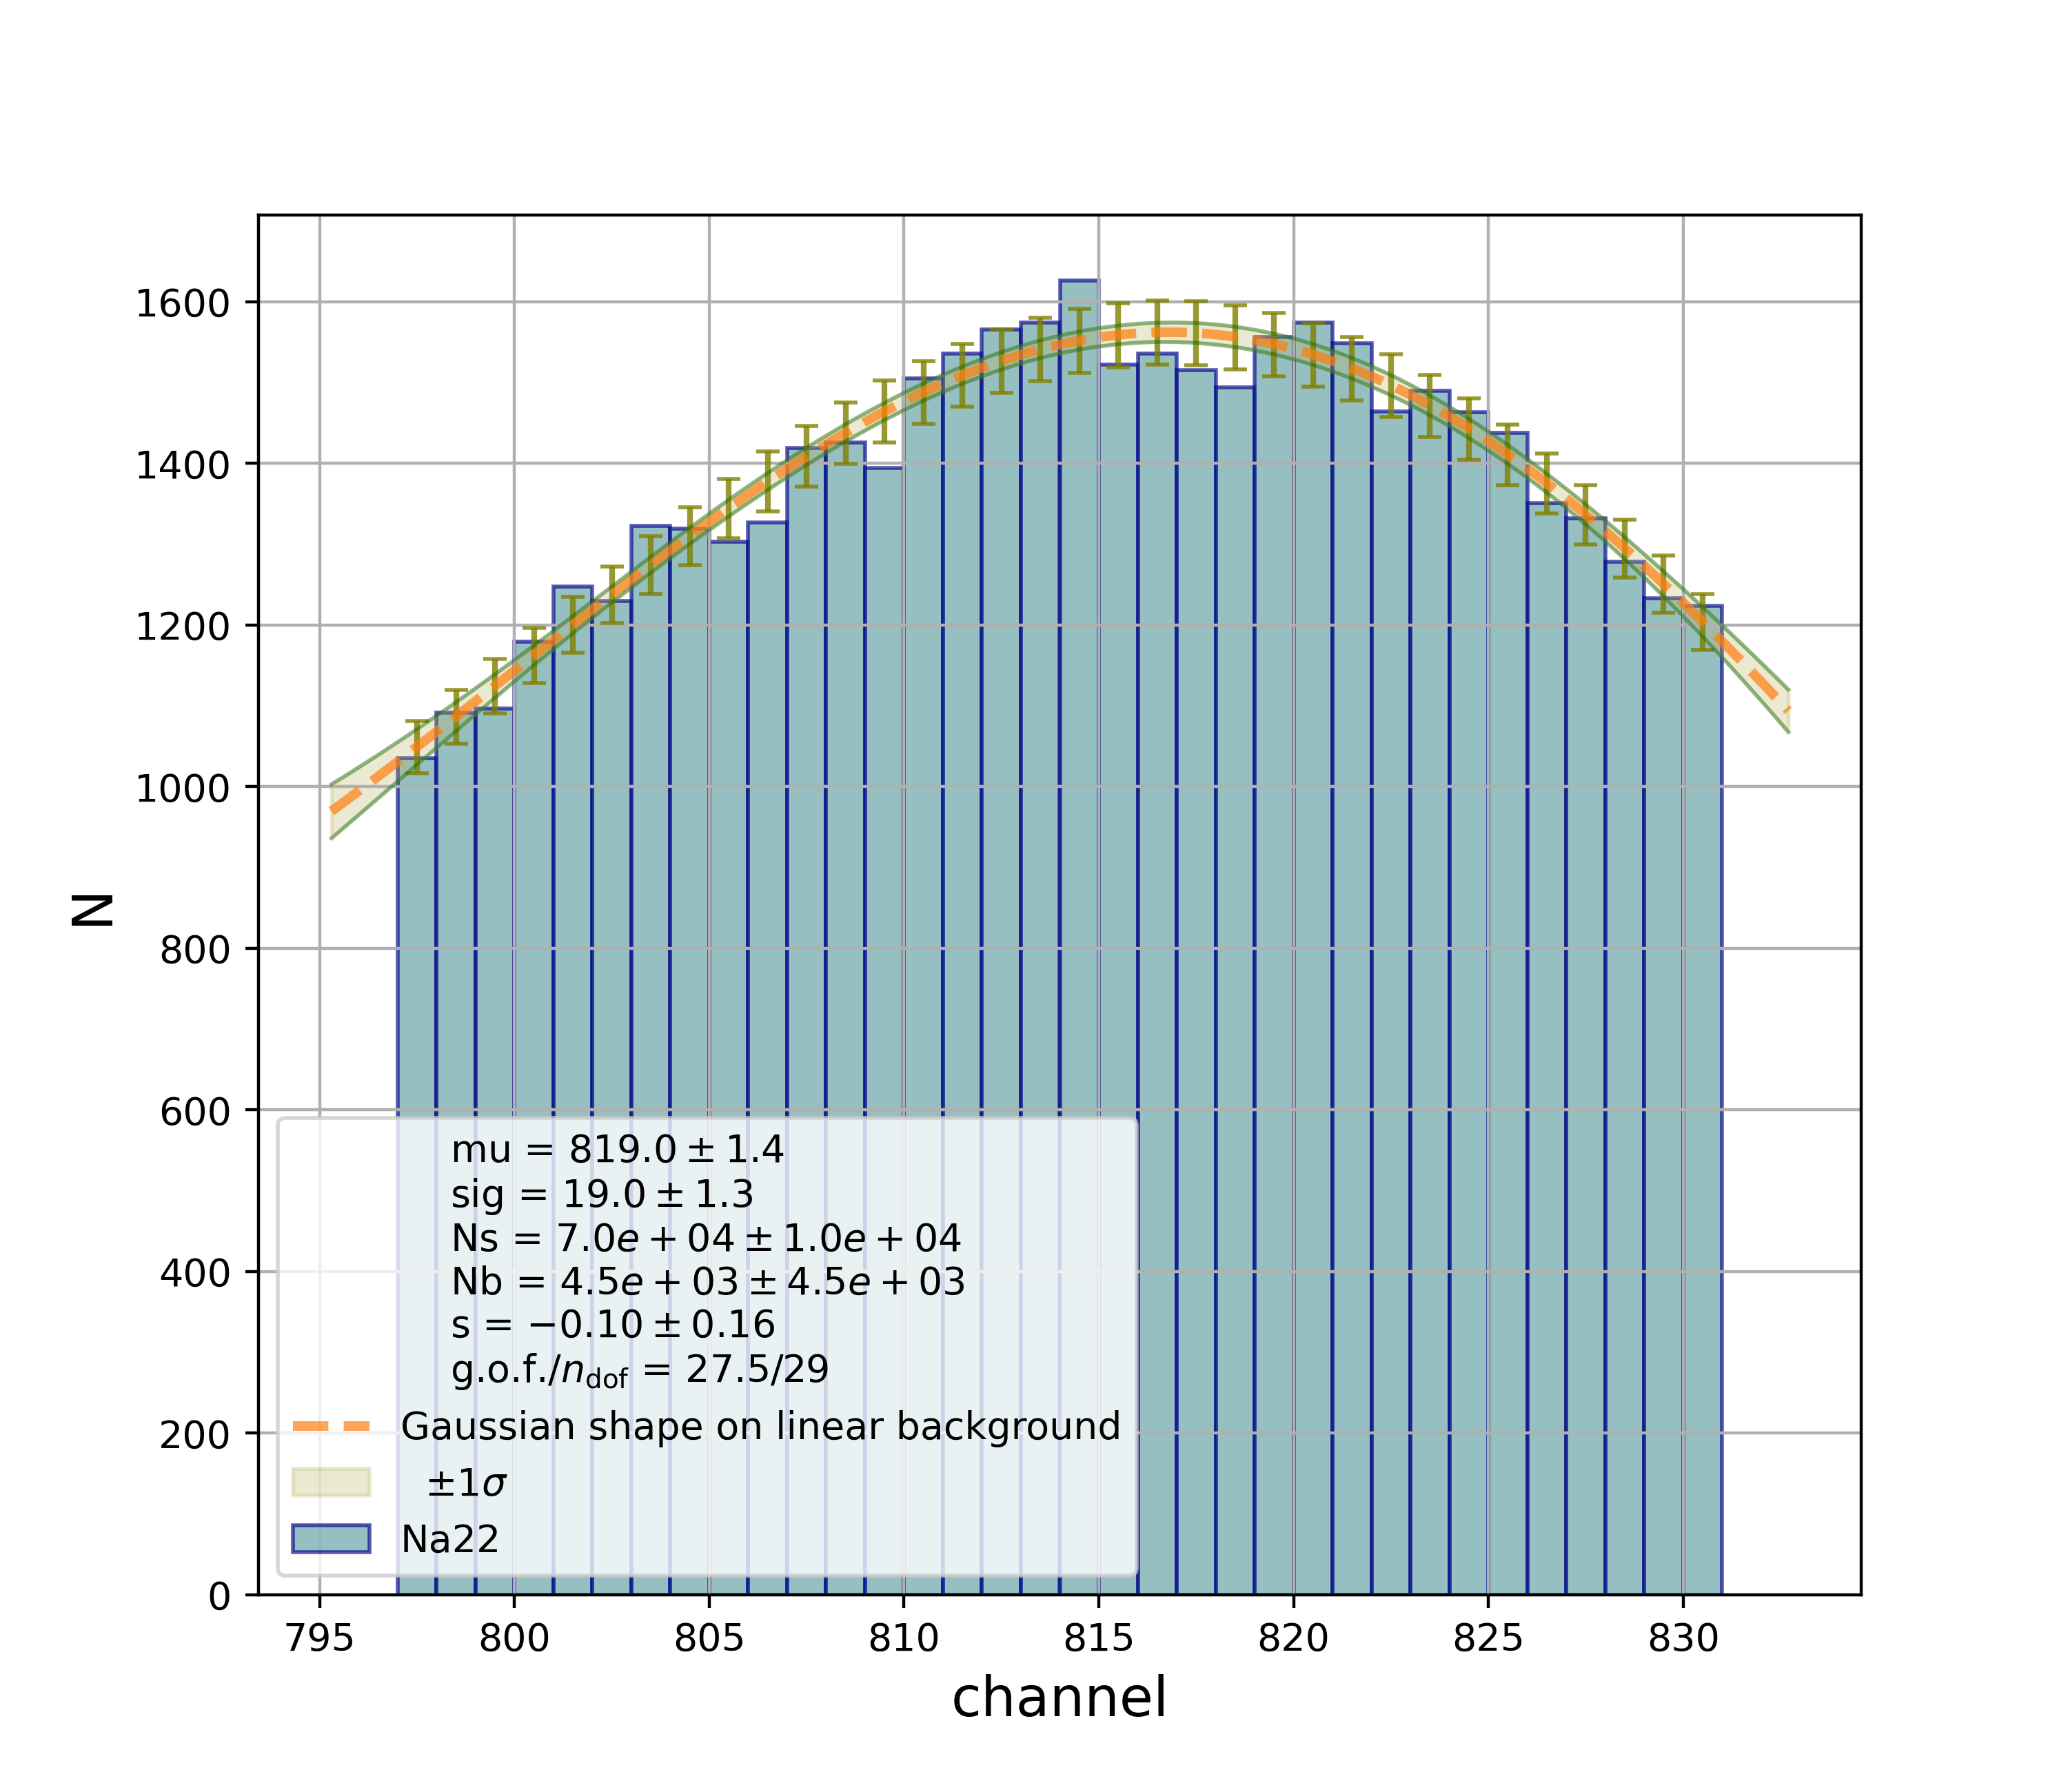 1600
1400
1200
1000
800
600
400
200
0
N
mu = 819.0 ± 1.4
sig = 19.0 ± 1.3
Ns = 7.0e + 04 ± 1.0e + 04
Nb = 4.5e + 03 ± 4.5e + 03
s = −0.10 ± 0.16
g.o.f./n_dof = 27.5/29
Gaussian shape on linear background
±1σ
Na22
795 800 805 810 815 820 825 830
channel